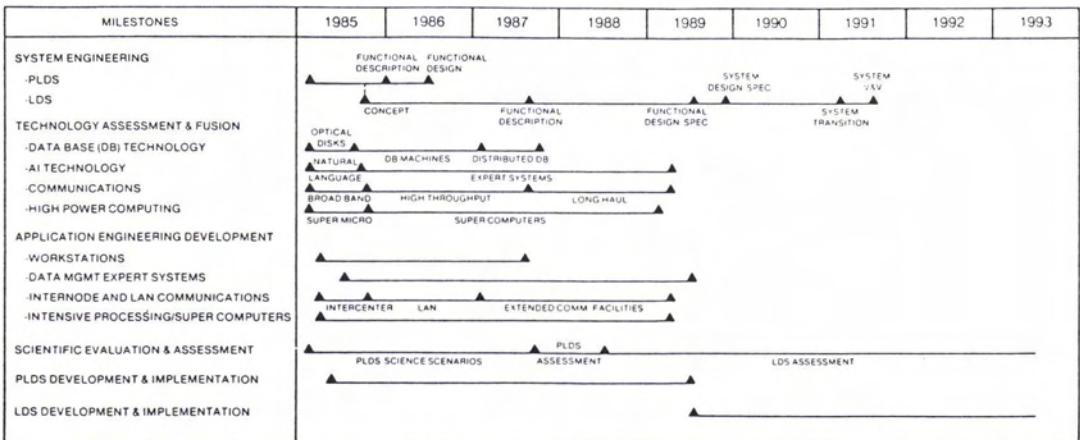 MILESTONES 1985 1986 1987 1988 1989 1990 1991 1992 1993
SYSTEM ENGINEERING
FUNCTIONAL DESCRIPTION
FUNCTIONAL DESIGN
-PLDS
SYSTEM DESIGN SPEC
SYSTEM V&V
-LDS
CONCEPT
FUNCTIONAL DESCRIPTION
FUNCTIONAL DESIGN SPEC
SYSTEM TRANSITION
TECHNOLOGY ASSESSMENT & FUSION
OPTICAL DISKS
-DATA BASE (DB) TECHNOLOGY
DB MACHINES
DISTRIBUTED DB
-AI TECHNOLOGY
NATURAL LANGUAGE
EXPERT SYSTEMS
-COMMUNICATIONS
BROAD BAND
HIGH THROUGHPUT
LONG HAUL
-HIGH POWER COMPUTING
SUPER MICRO
SUPER COMPUTERS
APPLICATION ENGINEERING DEVELOPMENT
-WORKSTATIONS
-DATA MGMT EXPERT SYSTEMS
-INTERNODE AND LAN COMMUNICATIONS
INTERCENTER
LAN
EXTENDED COMM FACILITIES
-INTENSIVE PROCESSING/SUPER COMPUTERS
SCIENTIFIC EVALUATION & ASSESSMENT
PLDS SCIENCE SCENARIOS
PLDS ASSESSMENT
LDS ASSESSMENT
PLDS DEVELOPMENT & IMPLEMENTATION
LDS DEVELOPMENT & IMPLEMENTATION